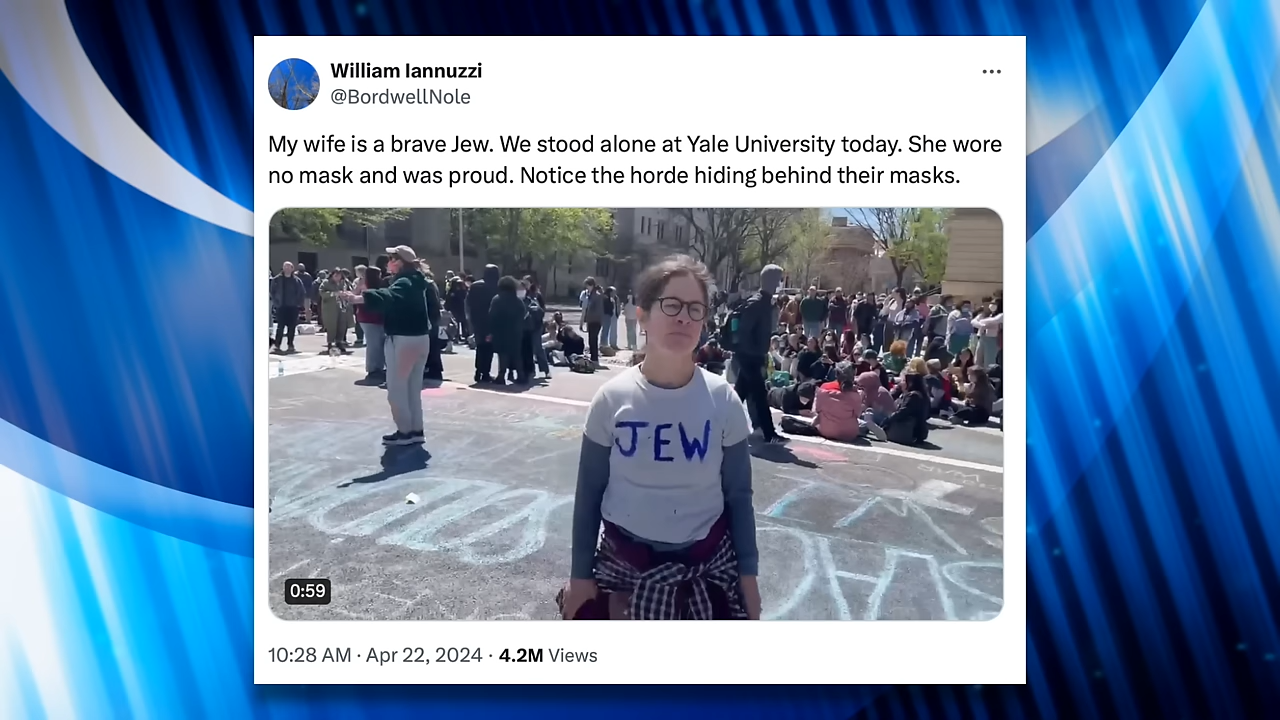 William Iannuzzi
@BordwellNole
My wife is a brave Jew. We stood alone at Yale University today. She wore
no mask and was proud. Notice the horde hiding behind their masks.
JEW
0:59
10:28 AM · Apr 22, 2024 · 4.2M Views